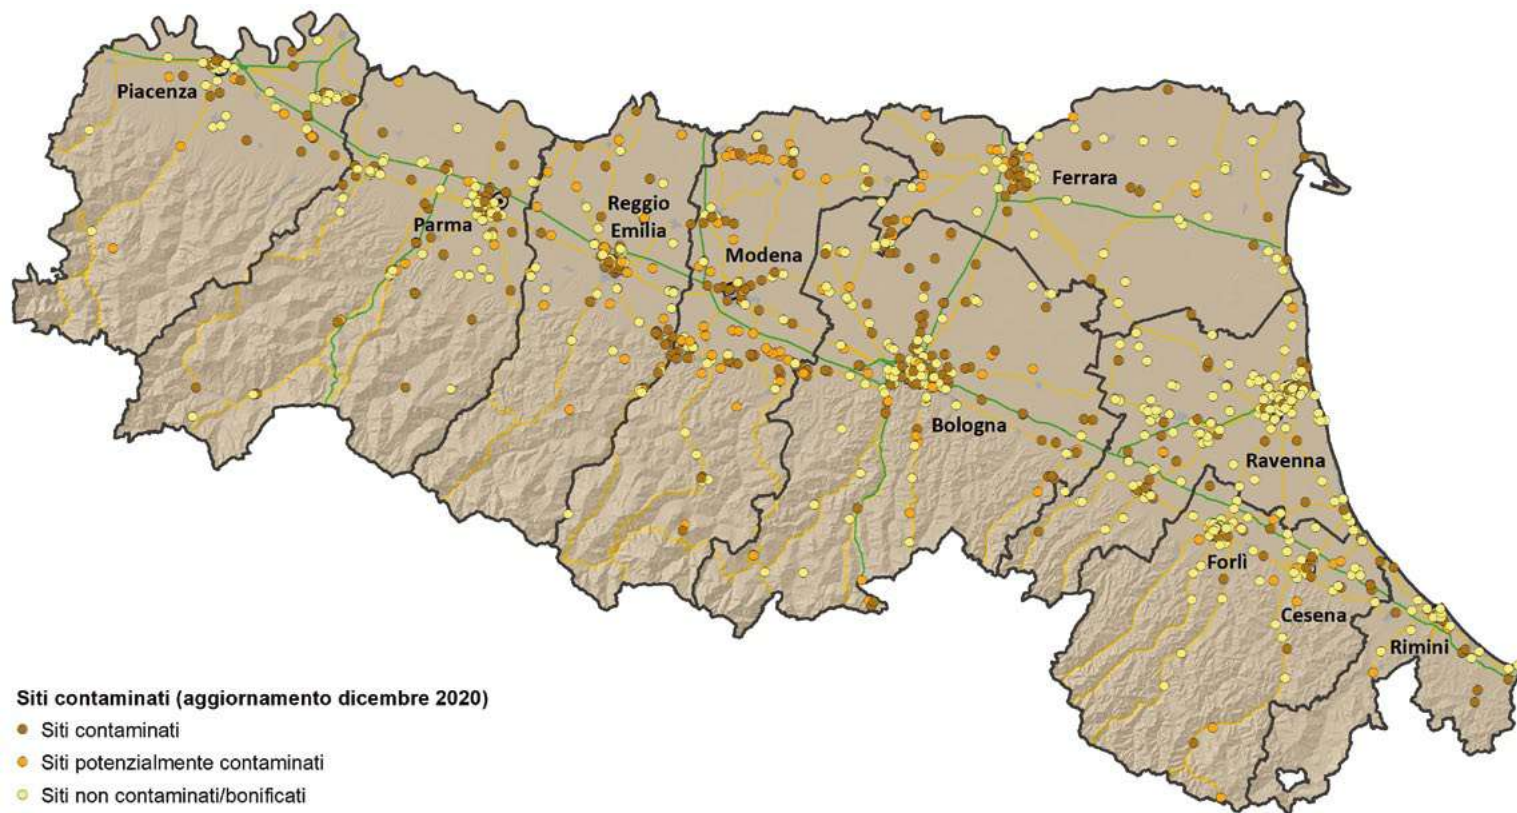 Piacenza
Parma
Reggio
Emilia
Modena
Ferrara
Bologna
Ravenna
Forlì
Cesena
Rimini
Siti contaminati (aggiornamento dicembre 2020)
Siti contaminati
Siti potenzialmente contaminati
Siti non contaminati/bonificati